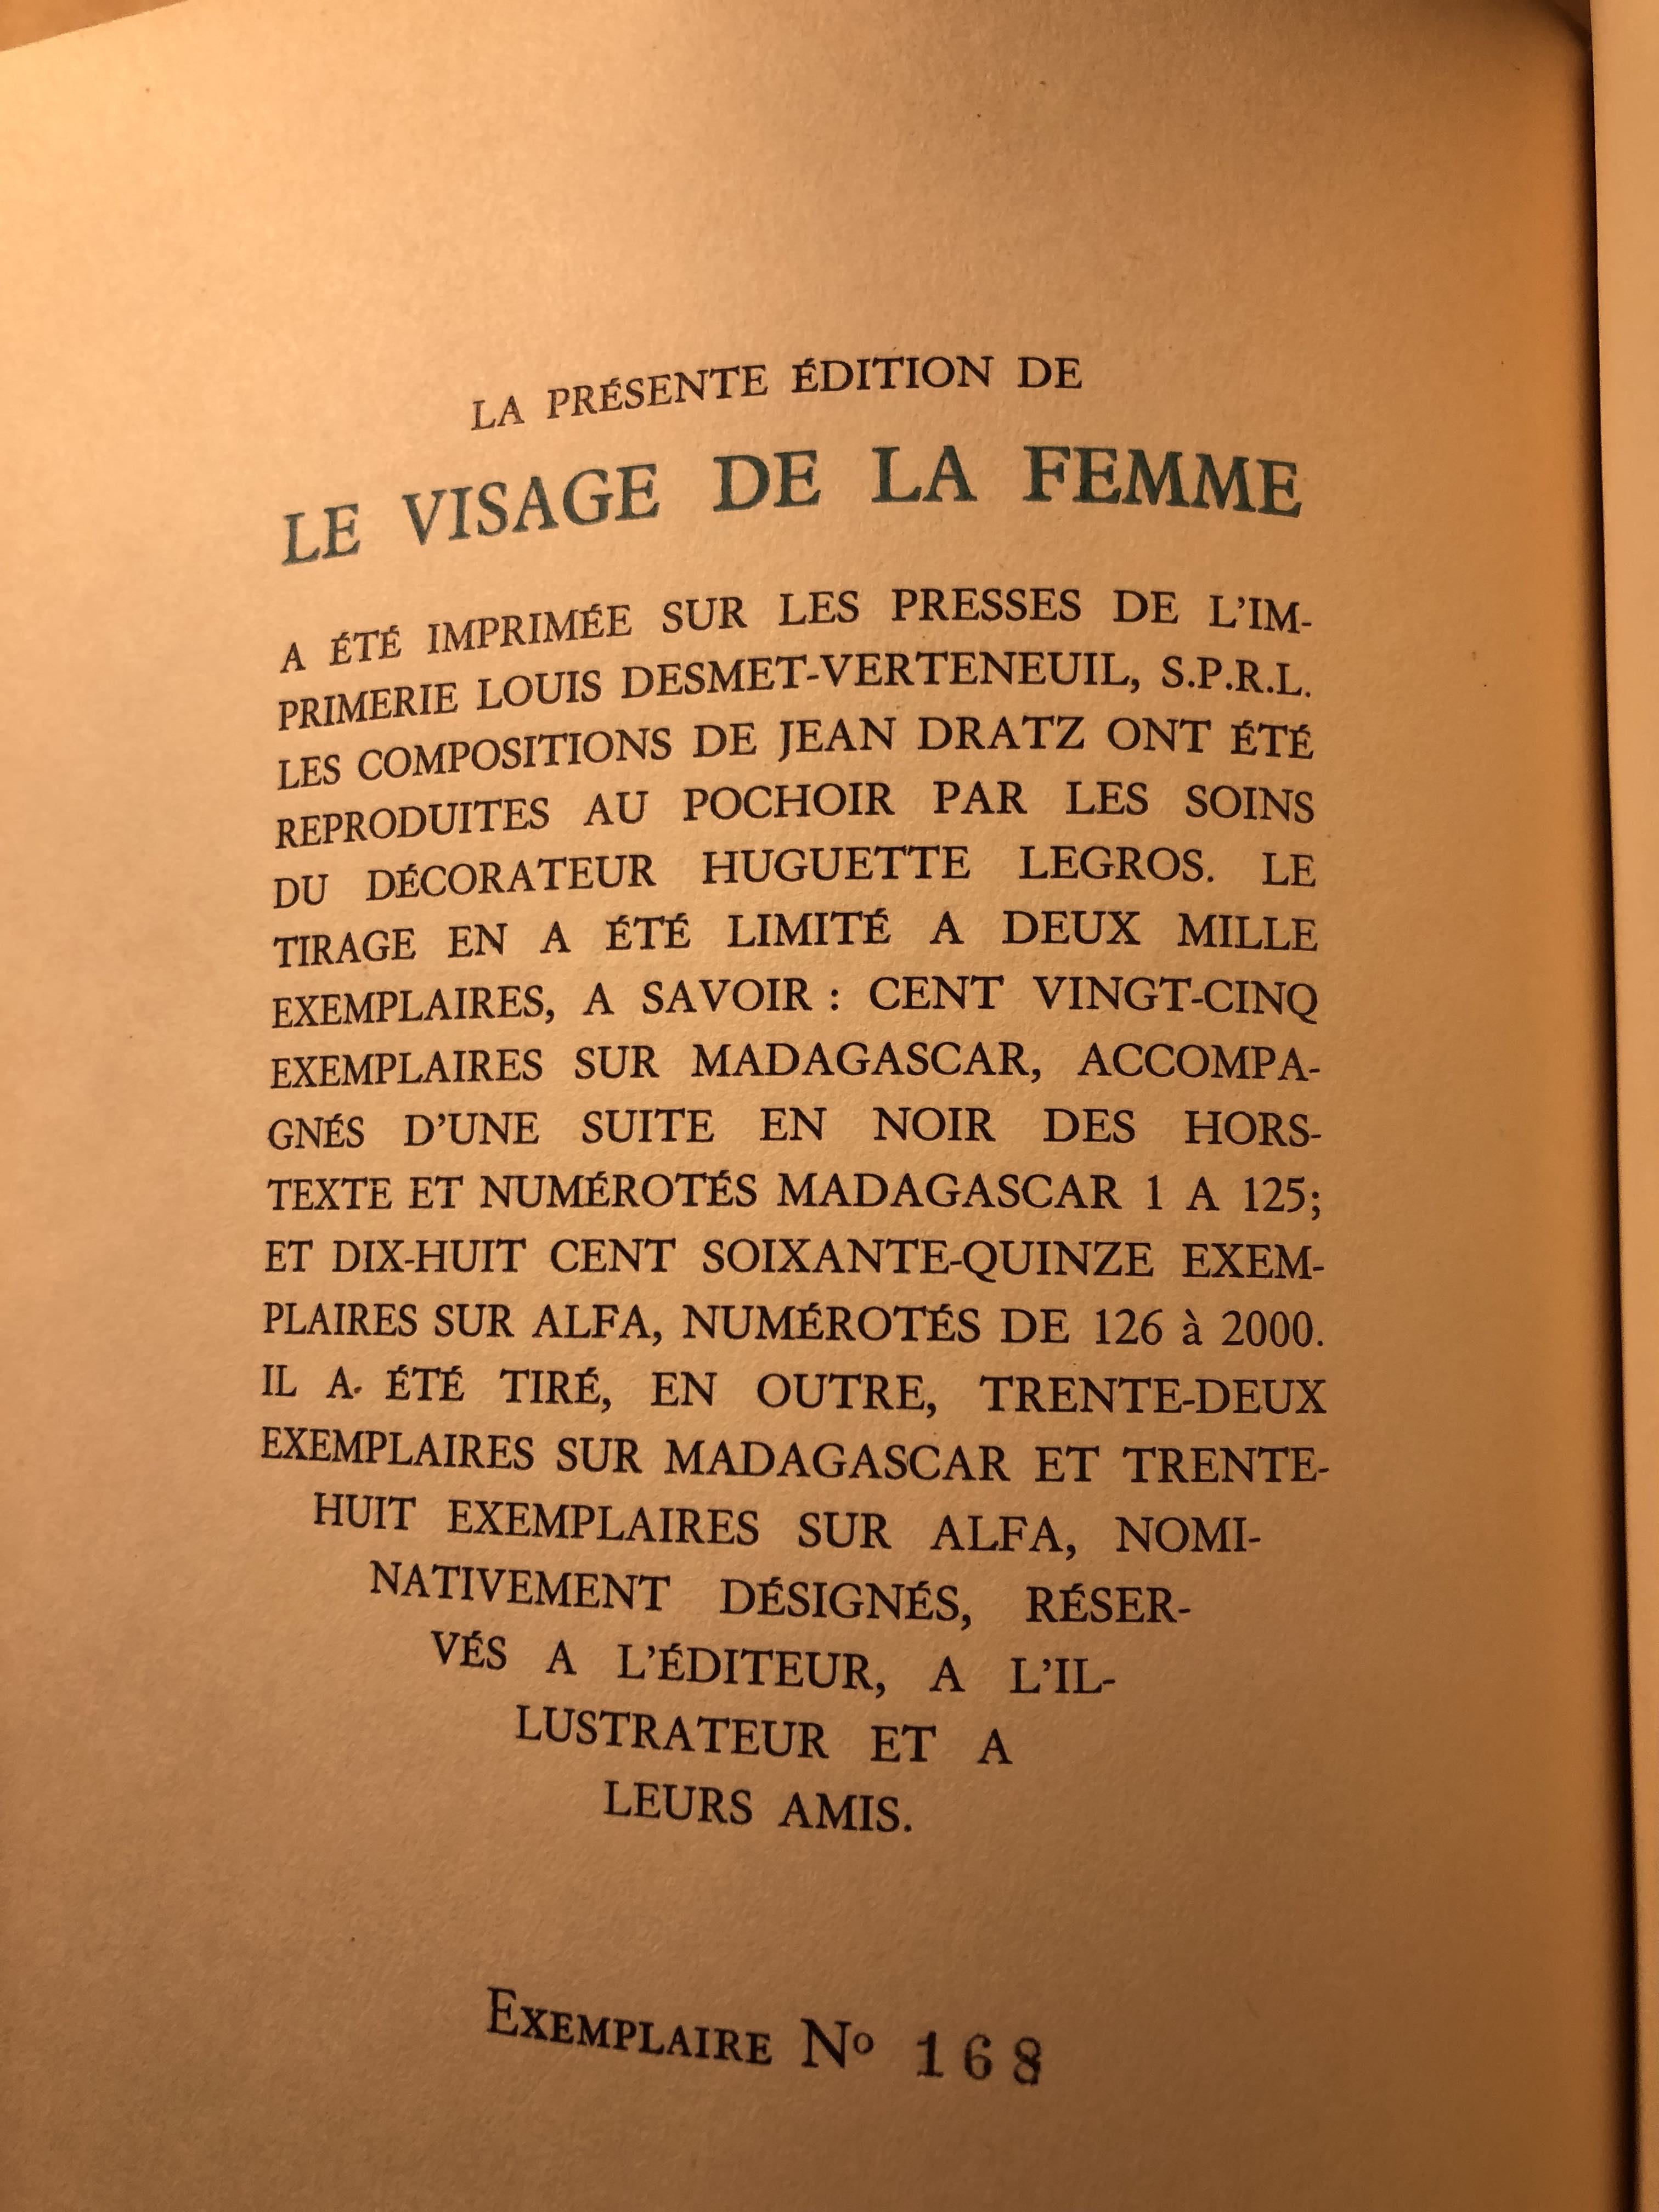 LA PRÉSENTE ÉDITION DE
LE VISAGE DE LA FEMME
A ÉTÉ IMPRIMÉE SUR LES PRESSES DE L'IM-
PRIMERIE LOUIS DESMET-VERTENEUIL, S.P.R.L.
LES COMPOSITIONS DE JEAN DRATZ ONT ÉTÉ
REPRODUITES AU POCHOIR PAR LES SOINS
DU DÉCORATEUR HUGUETTE LEGROS. LE
TIRAGE EN A ÉTÉ LIMITÉ A DEUX MILLE
EXEMPLAIRES, A SAVOIR : CENT VINGT-CINQ
EXEMPLAIRES SUR MADAGASCAR, ACCOMPA-
GNÉS D'UNE SUITE EN NOIR DES HORS-
TEXTE ET NUMÉROTÉS MADAGASCAR 1 A 125;
ET DIX-HUIT CENT SOIXANTE-QUINZE EXEM-
PLAIRES SUR ALFA, NUMÉROTÉS DE 126 à 2000.
IL A ÉTÉ TIRÉ, EN OUTRE, TRENTE-DEUX
EXEMPLAIRES SUR MADAGASCAR ET TRENTE-
HUIT EXEMPLAIRES SUR ALFA, NOMI-
NATIVEMENT DÉSIGNÉS, RÉSER-
VÉS A L'ÉDITEUR, A L'IL-
LUSTRATEUR ET A
LEURS AMIS.
EXEMPLAIRE Nº 168